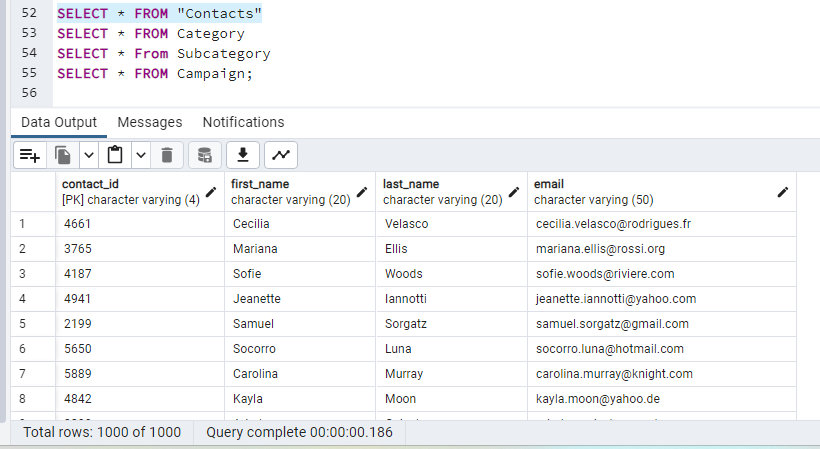 52 SELECT * FROM "Contacts"
53 SELECT * FROM Category
54 SELECT * From Subcategory
55 SELECT * FROM Campaign;
56
Data Output Messages Notifications
contact_id first_name last_name email
[PK] character varying (4) character varying (20) character varying (20) character varying (50)
1 4661 Cecilia Velasco cecilia.velasco@rodrigues.fr
2 3765 Mariana Ellis mariana.ellis@rossi.org
3 4187 Sofie Woods sofie.woods@riviere.com
4 4941 Jeanette Iannotti jeanette.iannotti@yahoo.com
5 2199 Samuel Sorgatz samuel.sorgatz@gmail.com
6 5650 Socorro Luna socorro.luna@hotmail.com
7 5889 Carolina Murray carolina.murray@knight.com
8 4842 Kayla Moon kayla.moon@yahoo.de
Total rows: 1000 of 1000 Query complete 00:00:00.186